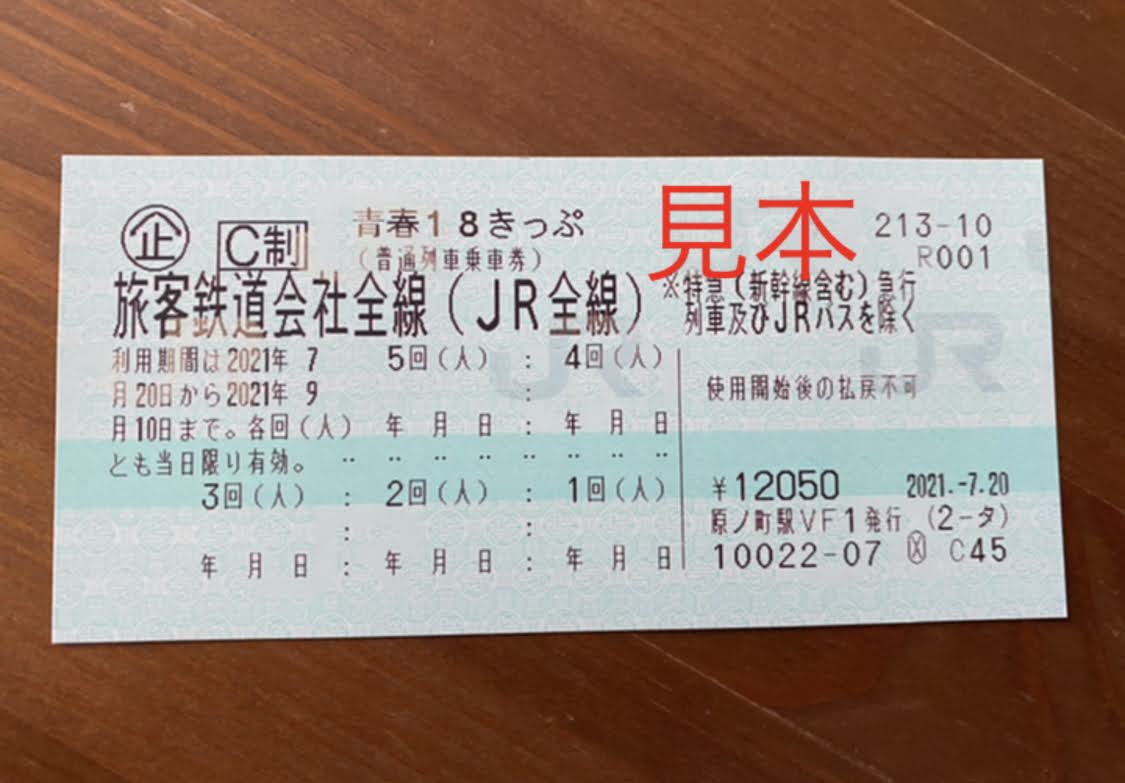 企 C制 青春18きっぷ 見本 213-10
(普通列車乗車券) R001
旅客鉄道会社全線(JR全線) ※特急(新幹線含む)急行
列車及びJRバスを除く
利用期間は2021年 7 5回(人) : 4回(人)
月20日から2021年 9 : 使用開始後の払戻不可
月10日まで。各回(人) 年 月 日 : 年 月 日
とも当日限り有効。 ‥ ‥ ‥ ‥ ‥ ‥ ‥ ‥
3回(人) : 2回(人) : 1回(人) ¥12050 2021.-7.20
: : 原ノ町駅VF1発行 (2-タ)
年 月 日 : 年 月 日 : 年 月 日 10022-07 Ⓧ C45
JR JR